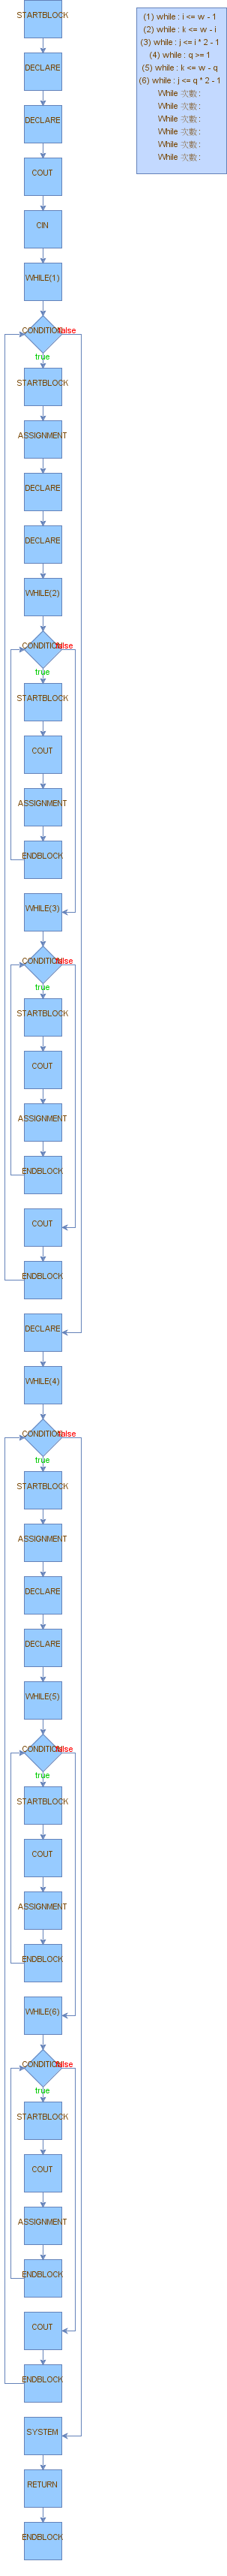 STARTBLOCK
DECLARE
DECLARE
COUT
CIN
WHILE(1)
CONDITION false
true
STARTBLOCK
ASSIGNMENT
DECLARE
DECLARE
WHILE(2)
CONDITION false
true
STARTBLOCK
COUT
ASSIGNMENT
ENDBLOCK
WHILE(3)
CONDITION false
true
STARTBLOCK
COUT
ASSIGNMENT
ENDBLOCK
COUT
ENDBLOCK
DECLARE
WHILE(4)
CONDITION false
true
STARTBLOCK
ASSIGNMENT
DECLARE
DECLARE
WHILE(5)
CONDITION false
true
STARTBLOCK
COUT
ASSIGNMENT
ENDBLOCK
WHILE(6)
CONDITION false
true
STARTBLOCK
COUT
ASSIGNMENT
ENDBLOCK
COUT
ENDBLOCK
SYSTEM
RETURN
ENDBLOCK
(1) while : i <= w - 1
(2) while : k <= w - i
(3) while : j <= i * 2 - 1
(4) while : q >= 1
(5) while : k <= w - q
(6) while : j <= q * 2 - 1
While 次數 :
While 次數 :
While 次數 :
While 次數 :
While 次數 :
While 次數 :